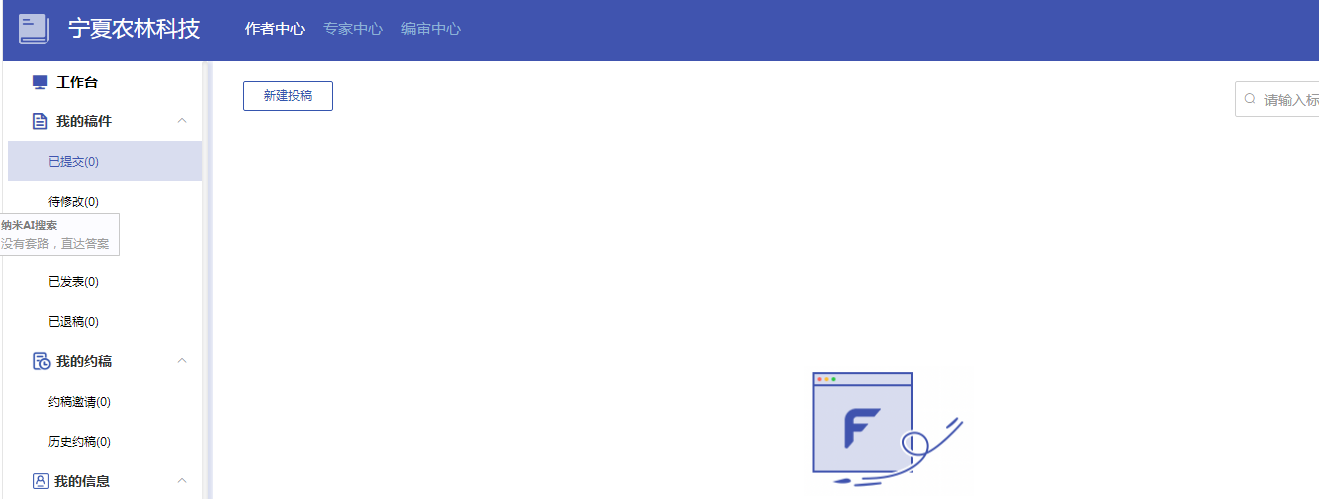 宁夏农林科技
作者中心 专家中心 编审中心
工作台
新建投稿
请输入标
我的稿件
已提交(0)
待修改(0)
纳米AI搜索
没有套路，直达答案
已发表(0)
已退稿(0)
我的约稿
约稿邀请(0)
历史约稿(0)
我的信息
F